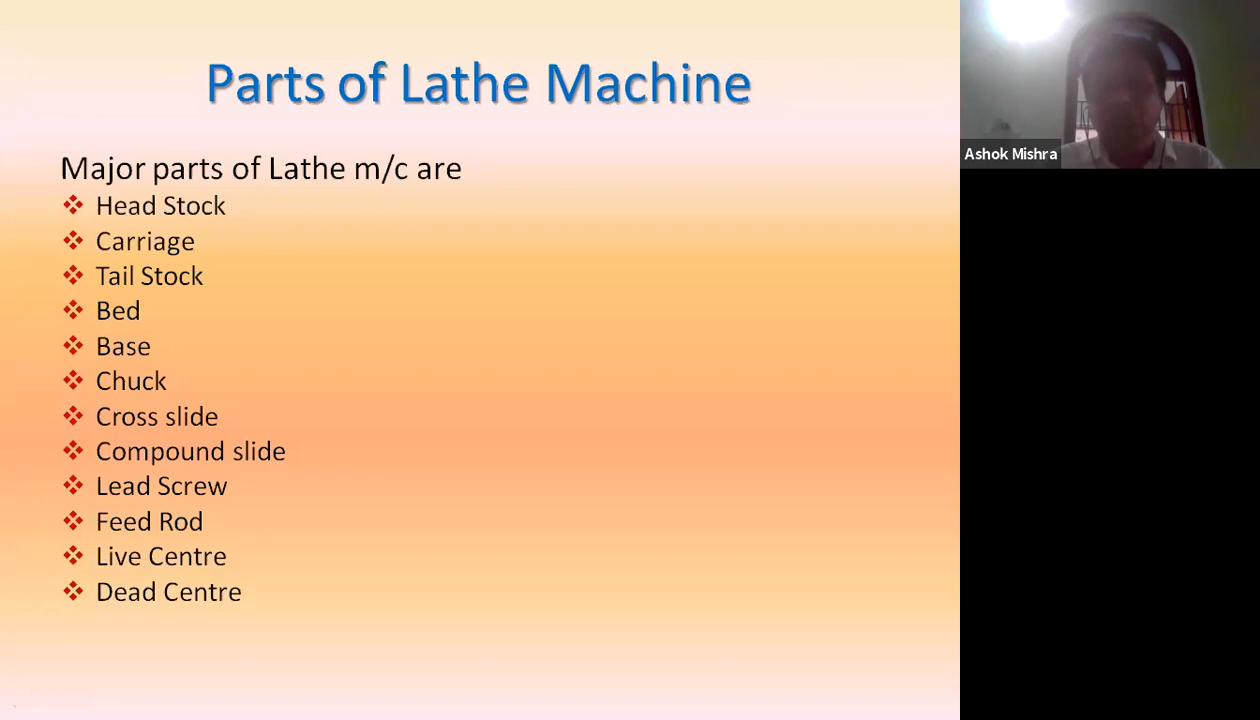 Parts of Lathe Machine
Major parts of Lathe m/c are
❖ Head Stock
❖ Carriage
❖ Tail Stock
❖ Bed
❖ Base
❖ Chuck
❖ Cross slide
❖ Compound slide
❖ Lead Screw
❖ Feed Rod
❖ Live Centre
❖ Dead Centre
Ashok Mishra